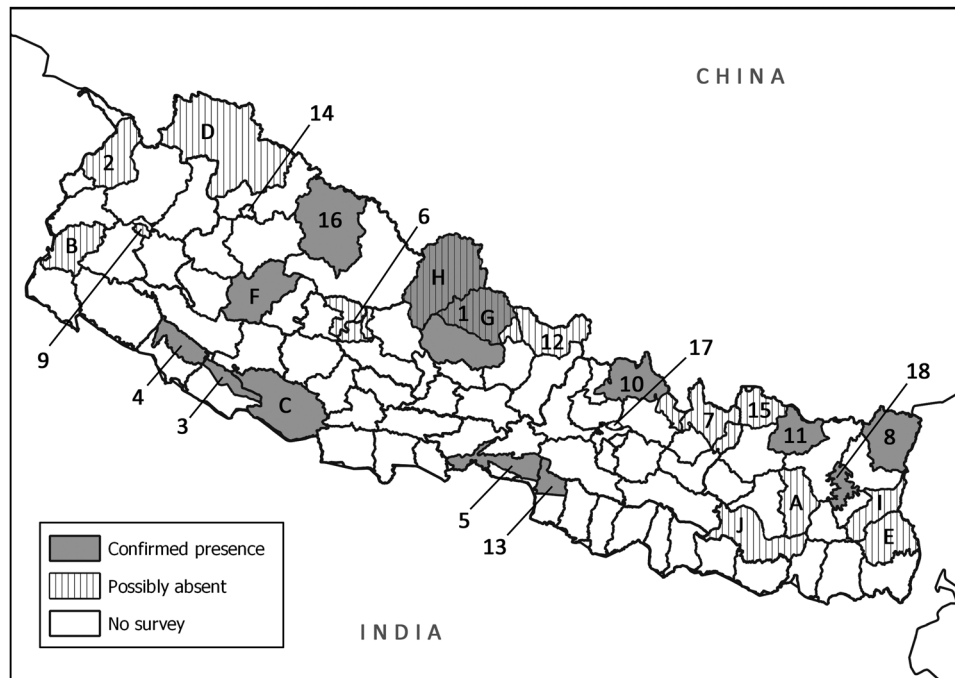 CHINA
14
D
2
6
16
B
H
F
1
G
12
9
17
10
18
4
7
15
3
C
11
8
A
I
5
J
E
13
Confirmed presence
Possibly absent
No survey
INDIA